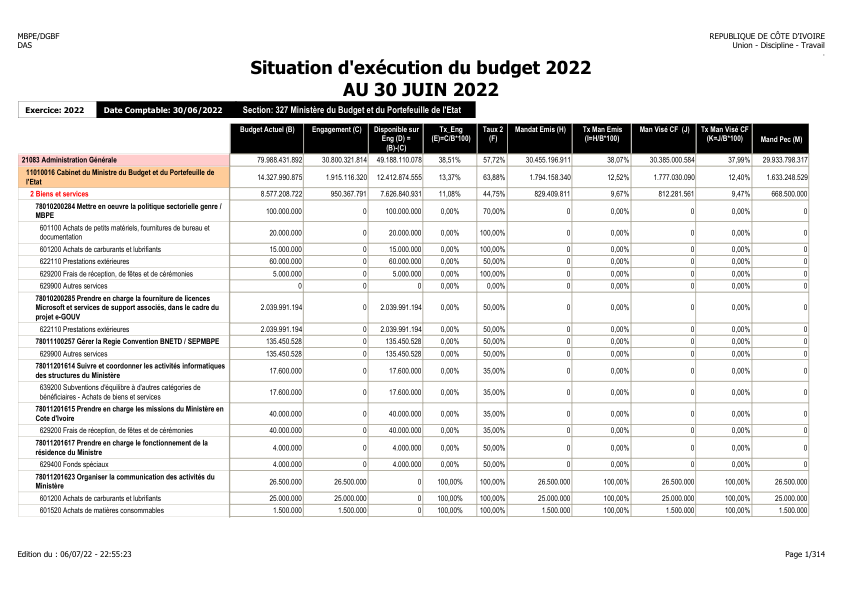 MBPE/DGBF
DAS
REPUBLIQUE DE CÔTE D'IVOIRE
Union - Discipline - Travail
.
Situation d'exécution du budget 2022
AU 30 JUIN 2022
Exercice: 2022 Date Comptable: 30/06/2022 Section: 327 Ministère du Budget et du Portefeuille de l'Etat
Budget Actuel (B) Engagement (C) Disponible sur Eng (D) = (B)-(C) Tx_Eng (E)=C/B*100) Taux 2 (F) Mandat Emis (H) Tx Man Emis (I=H/B*100) Man Visé CF (J) Tx Man Visé CF (K=J/B*100) Mand Pec (M)
21083 Administration Générale 79.988.431.892 30.800.321.814 49.188.110.078 38,51% 57,72% 30.455.196.911 38,07% 30.385.000.584 37,99% 29.933.798.317
11010016 Cabinet du Ministre du Budget et du Portefeuille de l'Etat 14.327.990.875 1.915.116.320 12.412.874.555 13,37% 63,88% 1.794.158.340 12,52% 1.777.030.090 12,40% 1.633.248.529
2 Biens et services 8.577.208.722 950.367.791 7.626.840.931 11,08% 44,75% 829.409.811 9,67% 812.281.561 9,47% 668.500.000
78010200284 Mettre en oeuvre la politique sectorielle genre / MBPE 100.000.000 0 100.000.000 0,00% 70,00% 0 0,00% 0 0,00% 0
601100 Achats de petits matériels, fournitures de bureau et documentation 20.000.000 0 20.000.000 0,00% 100,00% 0 0,00% 0 0,00% 0
601200 Achats de carburants et lubrifiants 15.000.000 0 15.000.000 0,00% 100,00% 0 0,00% 0 0,00% 0
622110 Prestations extérieures 60.000.000 0 60.000.000 0,00% 50,00% 0 0,00% 0 0,00% 0
629200 Frais de réception, de fêtes et de cérémonies 5.000.000 0 5.000.000 0,00% 100,00% 0 0,00% 0 0,00% 0
629900 Autres services 0 0 0 0,00% 0,00% 0 0,00% 0 0,00% 0
78010200285 Prendre en charge la fourniture de licences Microsoft et services de support associés, dans le cadre du projet e-GOUV 2.039.991.194 0 2.039.991.194 0,00% 50,00% 0 0,00% 0 0,00% 0
622110 Prestations extérieures 2.039.991.194 0 2.039.991.194 0,00% 50,00% 0 0,00% 0 0,00% 0
78011100257 Gérer la Regie Convention BNETD / SEPMBPE 135.450.528 0 135.450.528 0,00% 50,00% 0 0,00% 0 0,00% 0
629900 Autres services 135.450.528 0 135.450.528 0,00% 50,00% 0 0,00% 0 0,00% 0
78011201614 Suivre et coordonner les activités informatiques des structures du Ministère 17.600.000 0 17.600.000 0,00% 35,00% 0 0,00% 0 0,00% 0
639200 Subventions d'équilibre à d'autres catégories de bénéficiaires - Achats de biens et services 17.600.000 0 17.600.000 0,00% 35,00% 0 0,00% 0 0,00% 0
78011201615 Prendre en charge les missions du Ministère en Cote d'Ivoire 40.000.000 0 40.000.000 0,00% 35,00% 0 0,00% 0 0,00% 0
629200 Frais de réception, de fêtes et de cérémonies 40.000.000 0 40.000.000 0,00% 35,00% 0 0,00% 0 0,00% 0
78011201617 Prendre en charge le fonctionnement de la résidence du Ministre 4.000.000 0 4.000.000 0,00% 50,00% 0 0,00% 0 0,00% 0
629400 Fonds spéciaux 4.000.000 0 4.000.000 0,00% 50,00% 0 0,00% 0 0,00% 0
78011201623 Organiser la communication des activités du Ministère 26.500.000 26.500.000 0 100,00% 100,00% 26.500.000 100,00% 26.500.000 100,00% 26.500.000
601200 Achats de carburants et lubrifiants 25.000.000 25.000.000 0 100,00% 100,00% 25.000.000 100,00% 25.000.000 100,00% 25.000.000
601520 Achats de matières consommables 1.500.000 1.500.000 0 100,00% 100,00% 1.500.000 100,00% 1.500.000 100,00% 1.500.000
Edition du : 06/07/22 - 22:55:23
Page 1/314